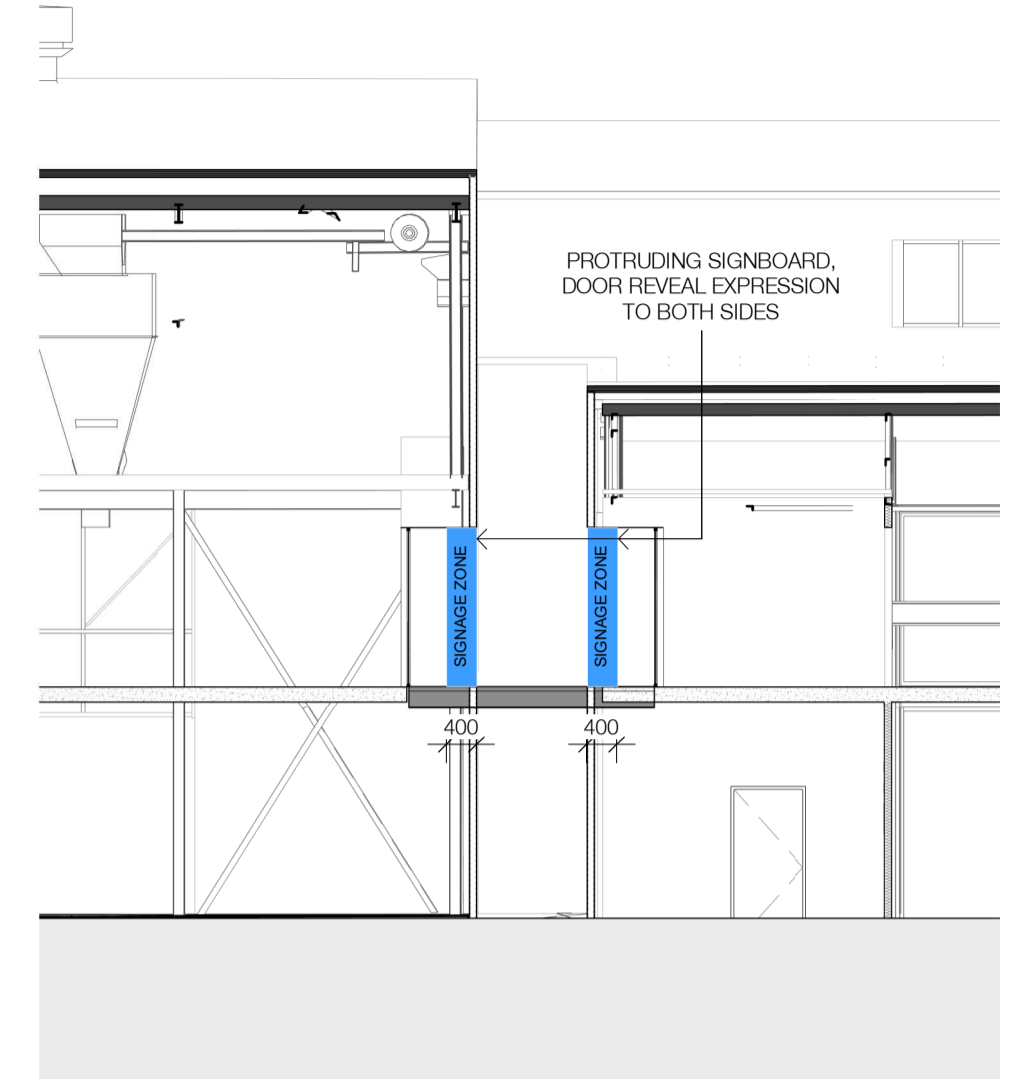 PROTRUDING SIGNBOARD,
DOOR REVEAL EXPRESSION
TO BOTH SIDES
SIGNAGE ZONE
SIGNAGE ZONE
400
400